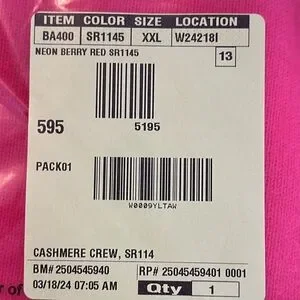 ITEM COLOR SIZE LOCATION
BA400 SR1145 XXL W24218I
NEON BERRY RED SR1145
13
595 5195
PACK01
W0009YLTAW
CASHMERE CREW, SR114
BM# 2504545940 RP# 25045459401 0001
03/18/24 07:05 AM Qty 1
r of